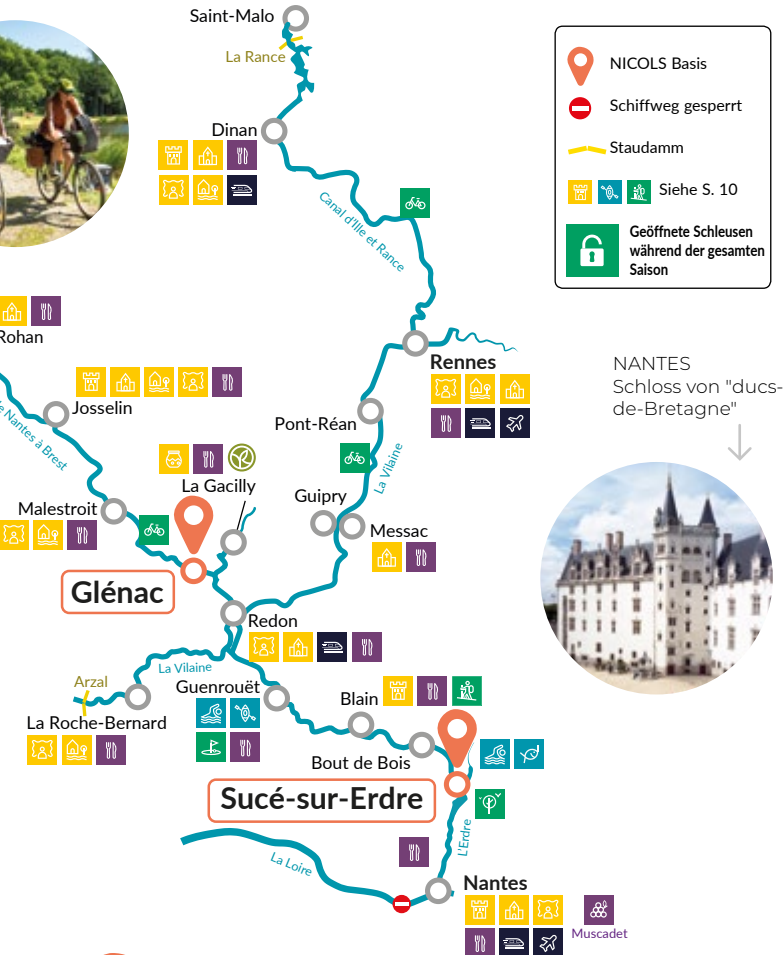 Saint-Malo
La Rance
Dinan
Canal d'Ille et Rance
NICOLS Basis
Schiffweg gesperrt
Staudamm
Siehe S. 10
Geöffnete Schleusen
während der gesamten
Saison
Rohan
Rennes
NANTES
Schloss von "ducs-
de-Bretagne"
Josselin
de Nantes à Brest
Pont-Réan
La Vilaine
La Gacilly
Malestroit
Guipry
Messac
Glénac
Redon
La Vilaine
Arzal
La Roche-Bernard
Guenrouët
Blain
Bout de Bois
Sucé-sur-Erdre
L'Erdre
La Loire
Nantes
Muscadet